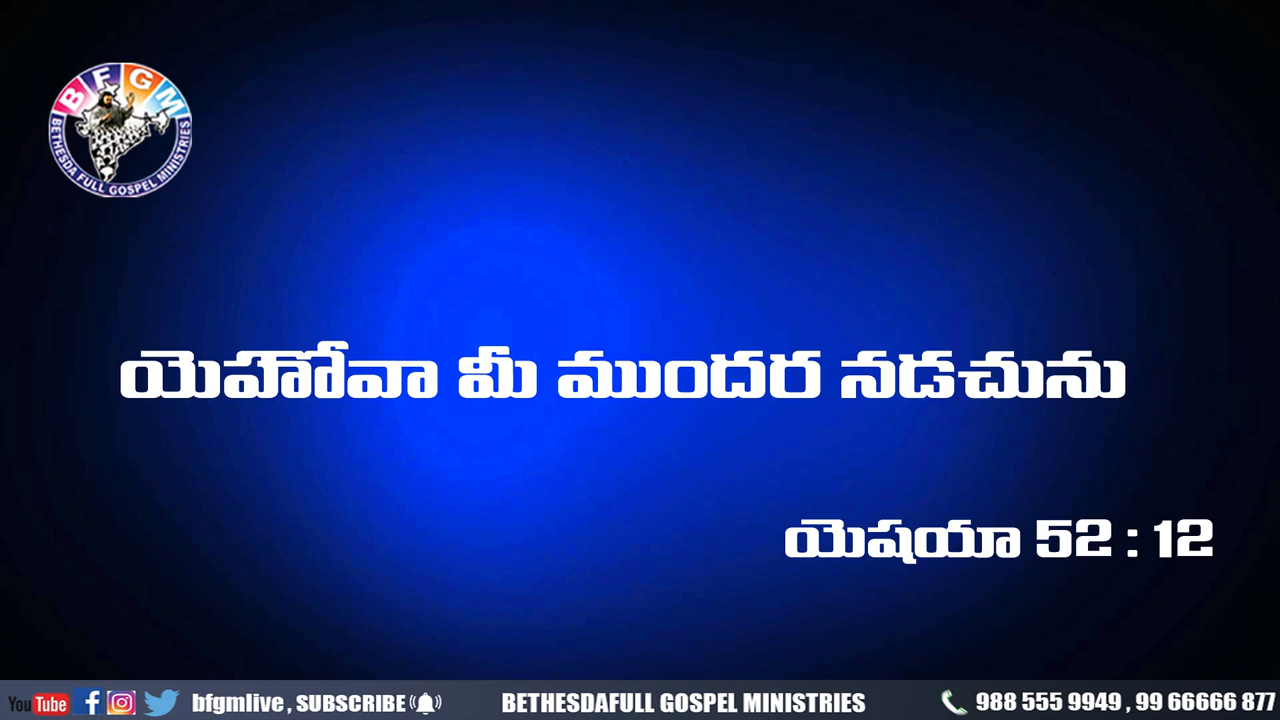 BFGM
BETHESDA FULL GOSPEL MINISTRIES
యెహోవా మీ ముందర నడచును
యెషయా 52 : 12
YouTube bfgmlive , SUBSCRIBE BETHESDAFULL GOSPEL MINISTRIES 988 555 9949 , 99 66666 877